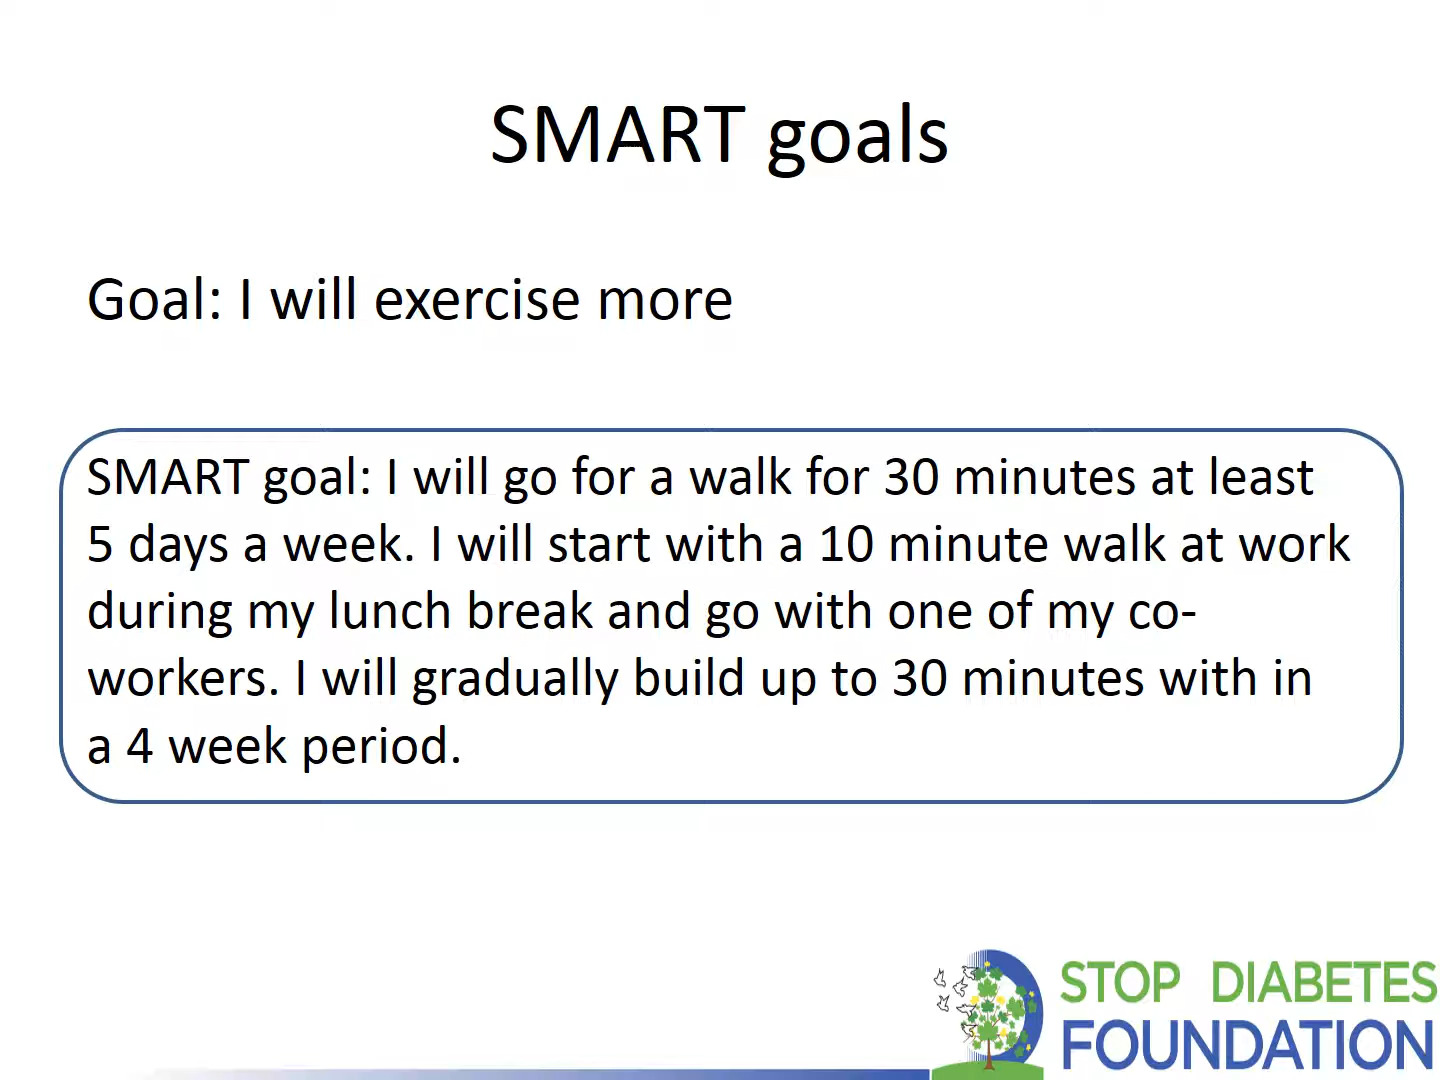 SMART goals
Goal: I will exercise more
SMART goal: I will go for a walk for 30 minutes at least
5 days a week. I will start with a 10 minute walk at work
during my lunch break and go with one of my co-
workers. I will gradually build up to 30 minutes with in
a 4 week period.
STOP DIABETES
FOUNDATION